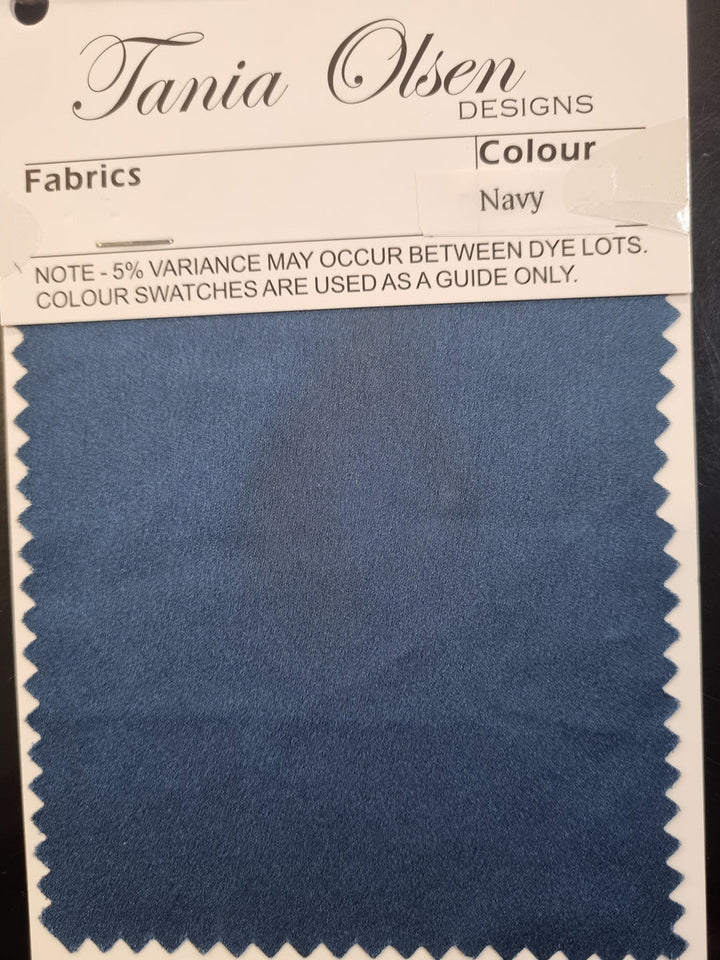 Tania Olsen
DESIGNS
Fabrics
Colour
Navy
NOTE - 5% VARIANCE MAY OCCUR BETWEEN DYE LOTS.
COLOUR SWATCHES ARE USED AS A GUIDE ONLY.